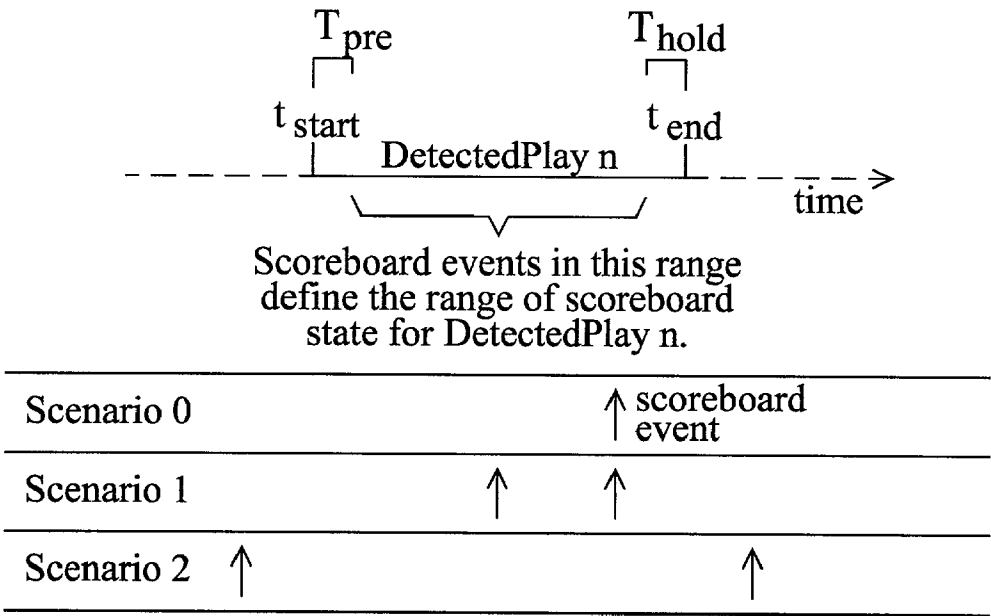 T pre
T hold
t start
t end
DetectedPlay n
time
Scoreboard events in this range
define the range of scoreboard
state for DetectedPlay n.
Scenario 0
scoreboard
event
Scenario 1
Scenario 2